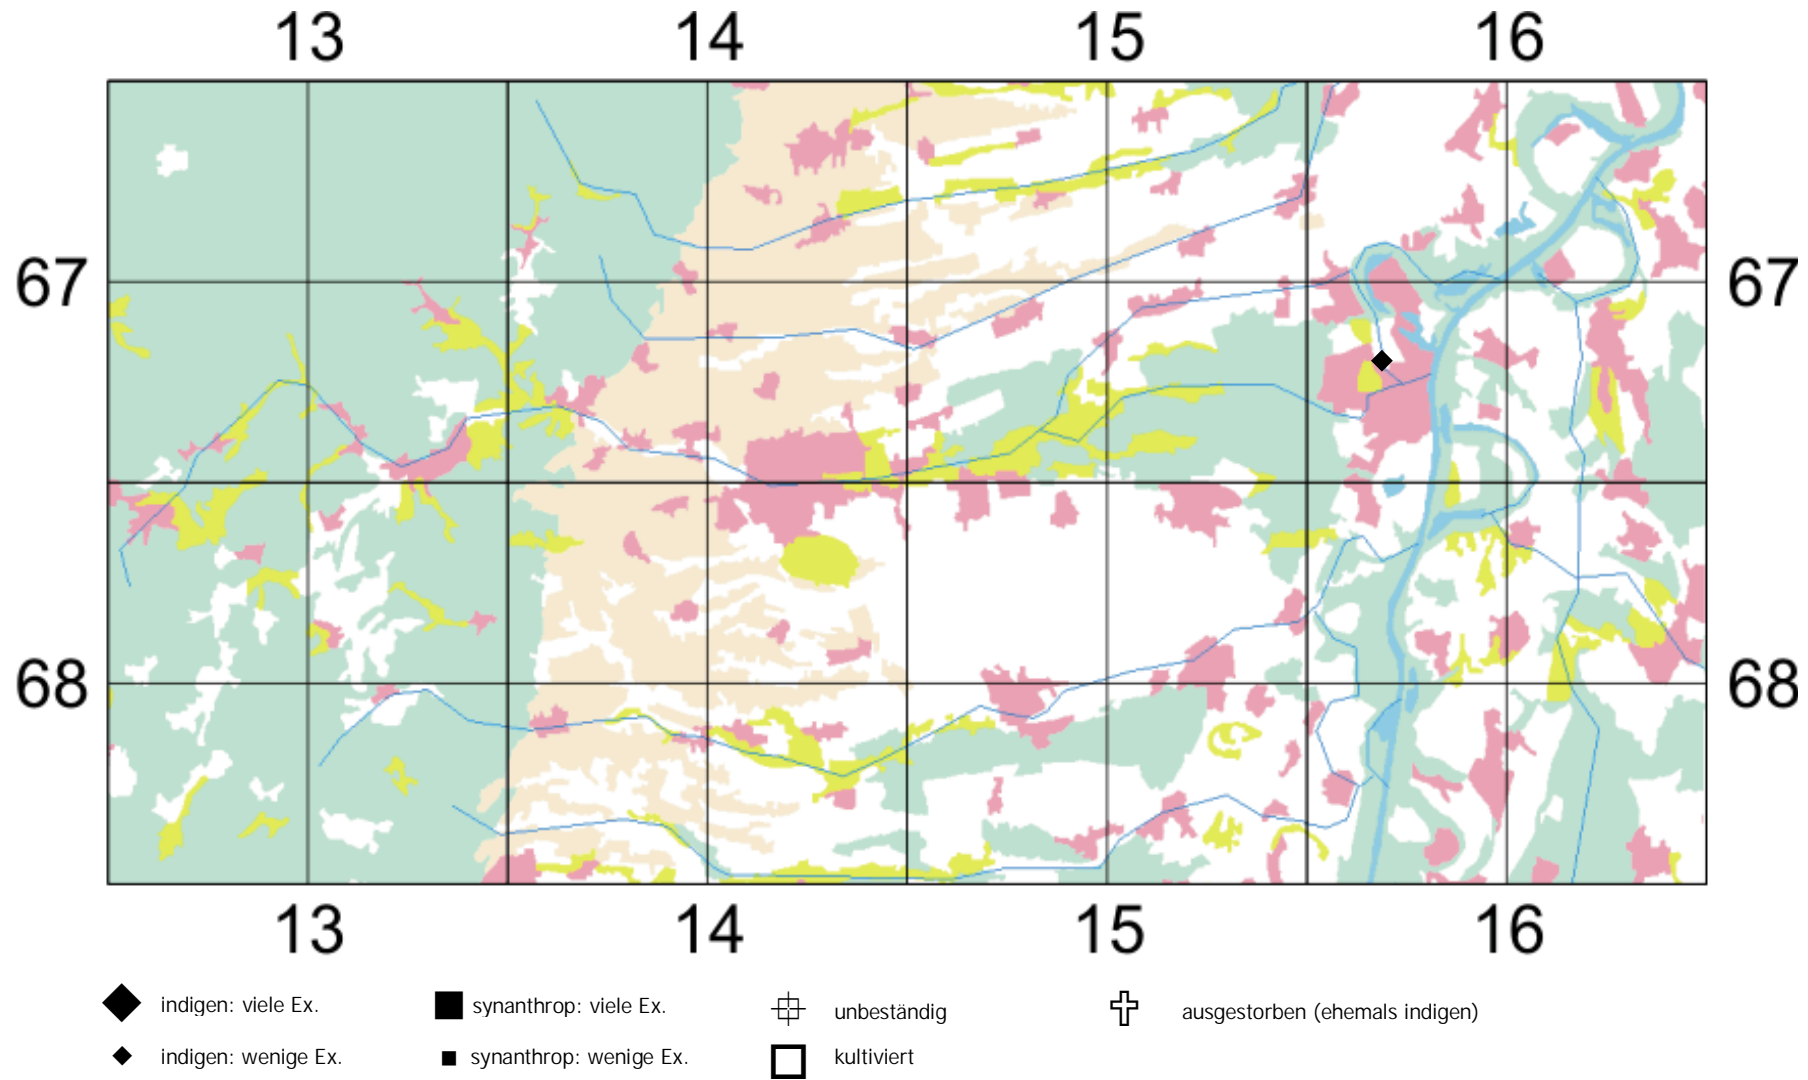 13 14 15 16
67 67
68 68
13 14 15 16
indigen: viele Ex. synanthrop: viele Ex. unbeständig ausgestorben (ehemals indigen)
indigen: wenige Ex. synanthrop: wenige Ex. kultiviert